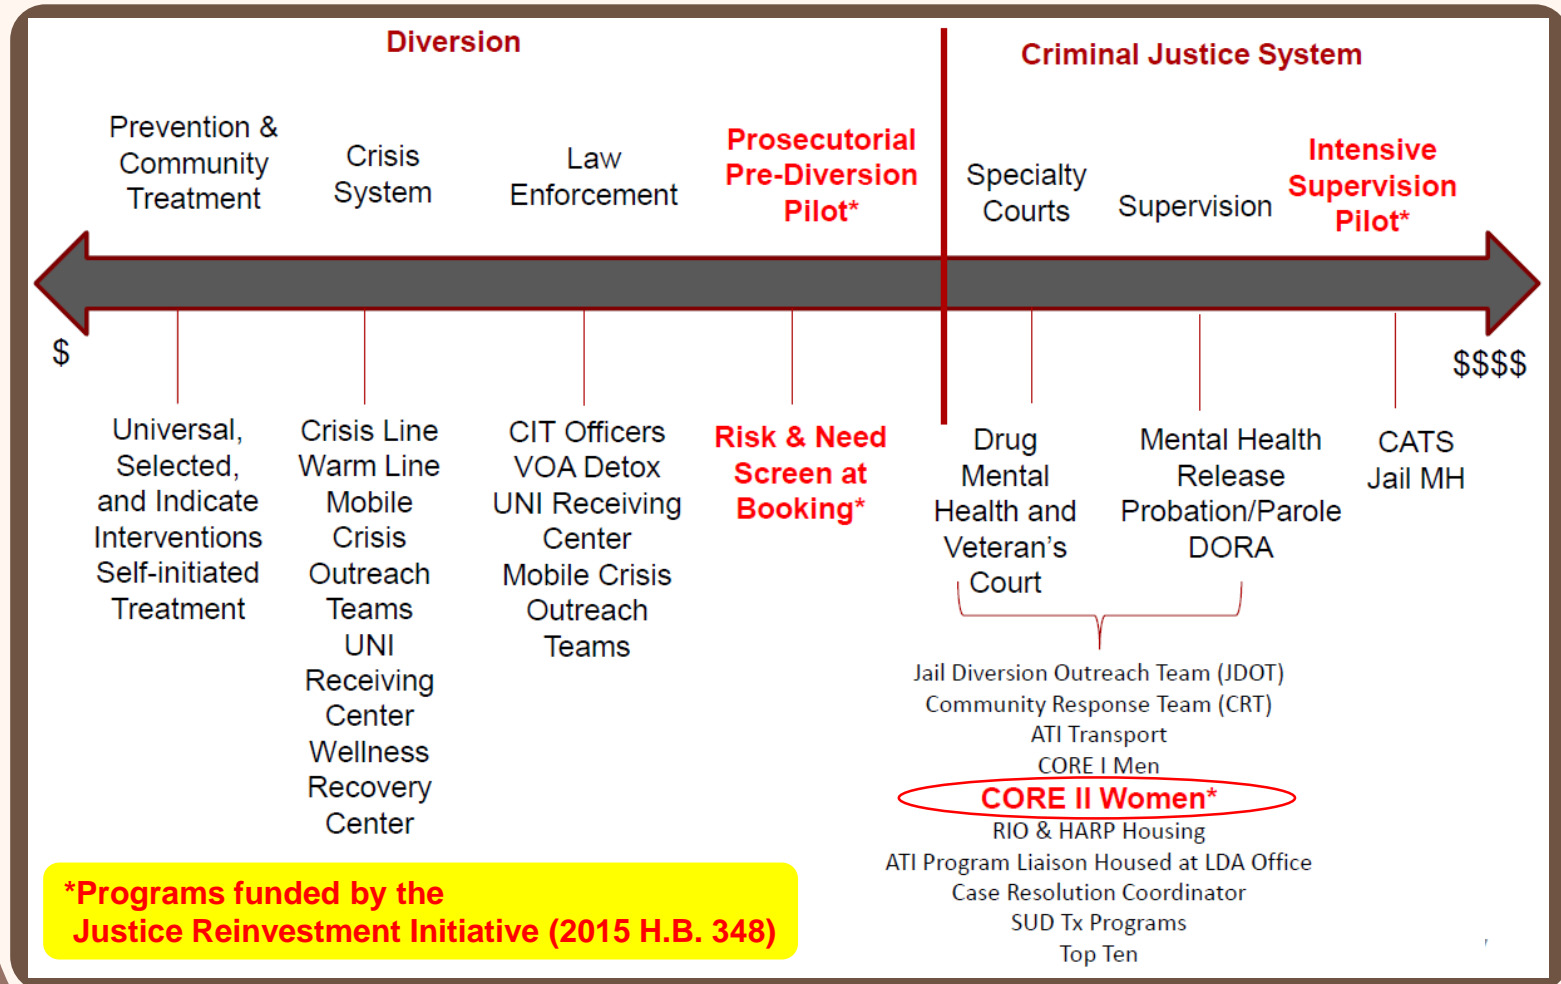 Diversion
Criminal Justice System
Prevention &
Community
Treatment
Crisis
System
Law
Enforcement
Prosecutorial
Pre-Diversion
Pilot*
Specialty
Courts
Supervision
Intensive
Supervision
Pilot*
$
$$$$
Universal,
Selected,
and Indicate
Interventions
Self-initiated
Treatment
Crisis Line
Warm Line
Mobile
Crisis
Outreach
Teams
UNI
Receiving
Center
Wellness
Recovery
Center
CIT Officers
VOA Detox
UNI Receiving
Center
Mobile Crisis
Outreach
Teams
Risk & Need
Screen at
Booking*
Drug
Mental
Health and
Veteran's
Court
Mental Health
Release
Probation/Parole
DORA
CATS
Jail MH
Jail Diversion Outreach Team (JDOT)
Community Response Team (CRT)
ATI Transport
CORE I Men
CORE II Women*
RIO & HARP Housing
ATI Program Liaison Housed at LDA Office
Case Resolution Coordinator
SUD Tx Programs
Top Ten
*Programs funded by the
Justice Reinvestment Initiative (2015 H.B. 348)